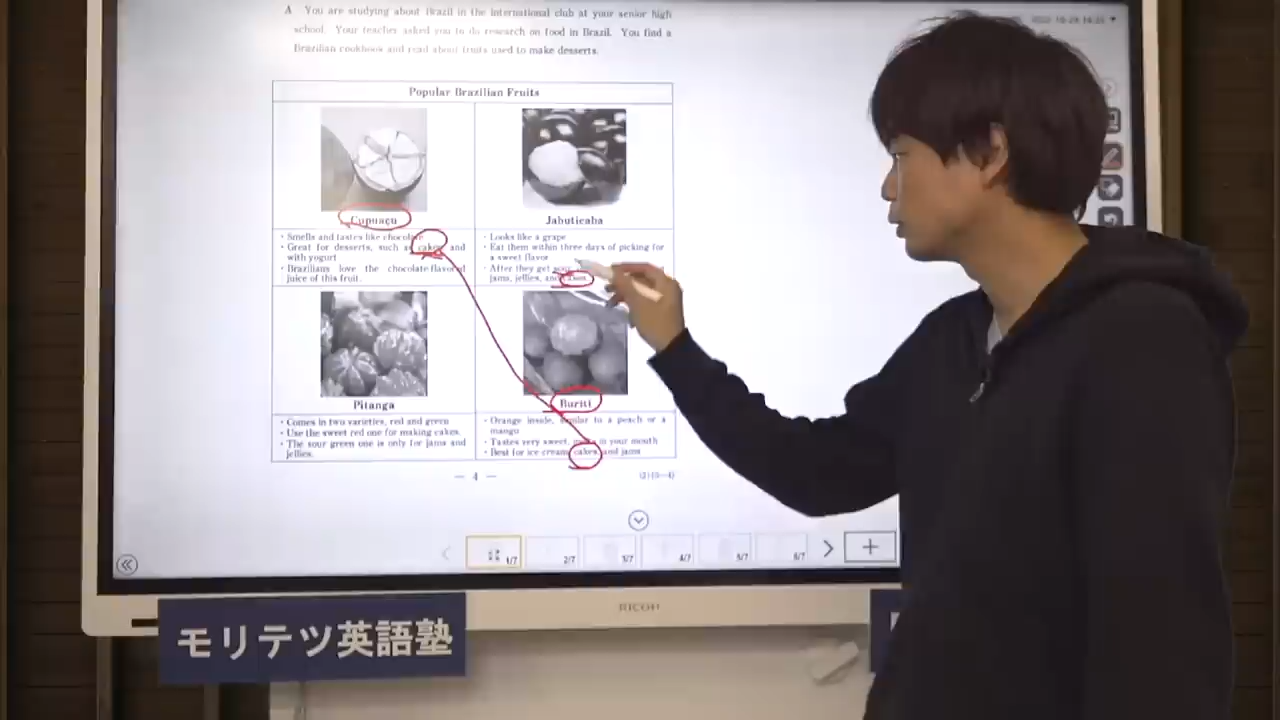 A You are studying about Brazil in the international club at your senior high
school. Your teacher asked you to do research on food in Brazil. You find a
Brazilian cookbook and read about fruits used to make desserts.
Popular Brazilian Fruits
Cupuaçu
・Smells and tastes like chocolate
・Great for desserts, such as cakes, and
with yogurt
・Brazilians love the chocolate-flavored
juice of this fruit.
Jabuticaba
・Looks like a grape
・Eat them within three days of picking for
a sweet flavor
・After they get sour,
jams, jellies, and cakes
Pitanga
・Comes in two varieties, red and green
・Use the sweet red one for making cakes.
・The sour green one is only for jams and
jellies.
Buriti
・Orange inside, similar to a peach or a
mango
・Tastes very sweet, melts in your mouth
・Best for ice cream, cakes, and jams
— 4 —
1/7
2/7
3/7
4/7
5/7
6/7
RICOH
モリテツ英語塾